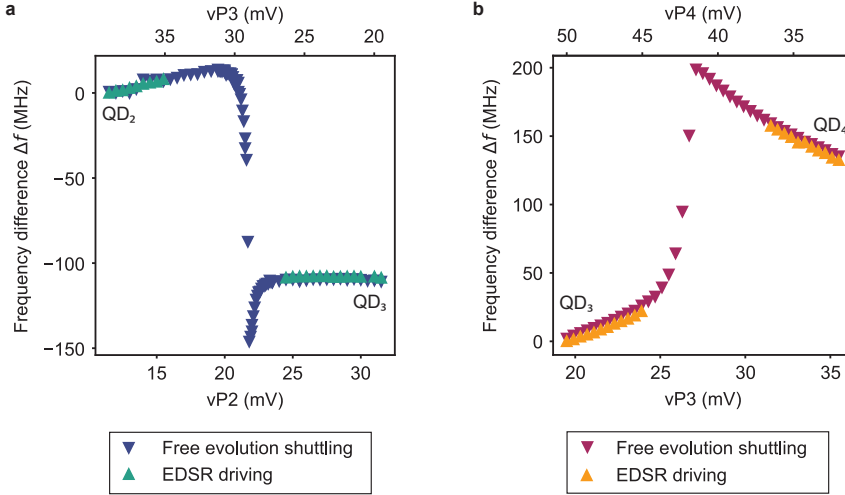 a
vP3 (mV)
35 30 25 20
Frequency difference Δf (MHz)
0
−50
−100
−150
QD2
QD3
15 20 25 30
vP2 (mV)
Free evolution shuttling
EDSR driving
b
vP4 (mV)
50 45 40 35
Frequency difference Δf (MHz)
200
150
100
50
0
QD4
QD3
20 25 30 35
vP3 (mV)
Free evolution shuttling
EDSR driving